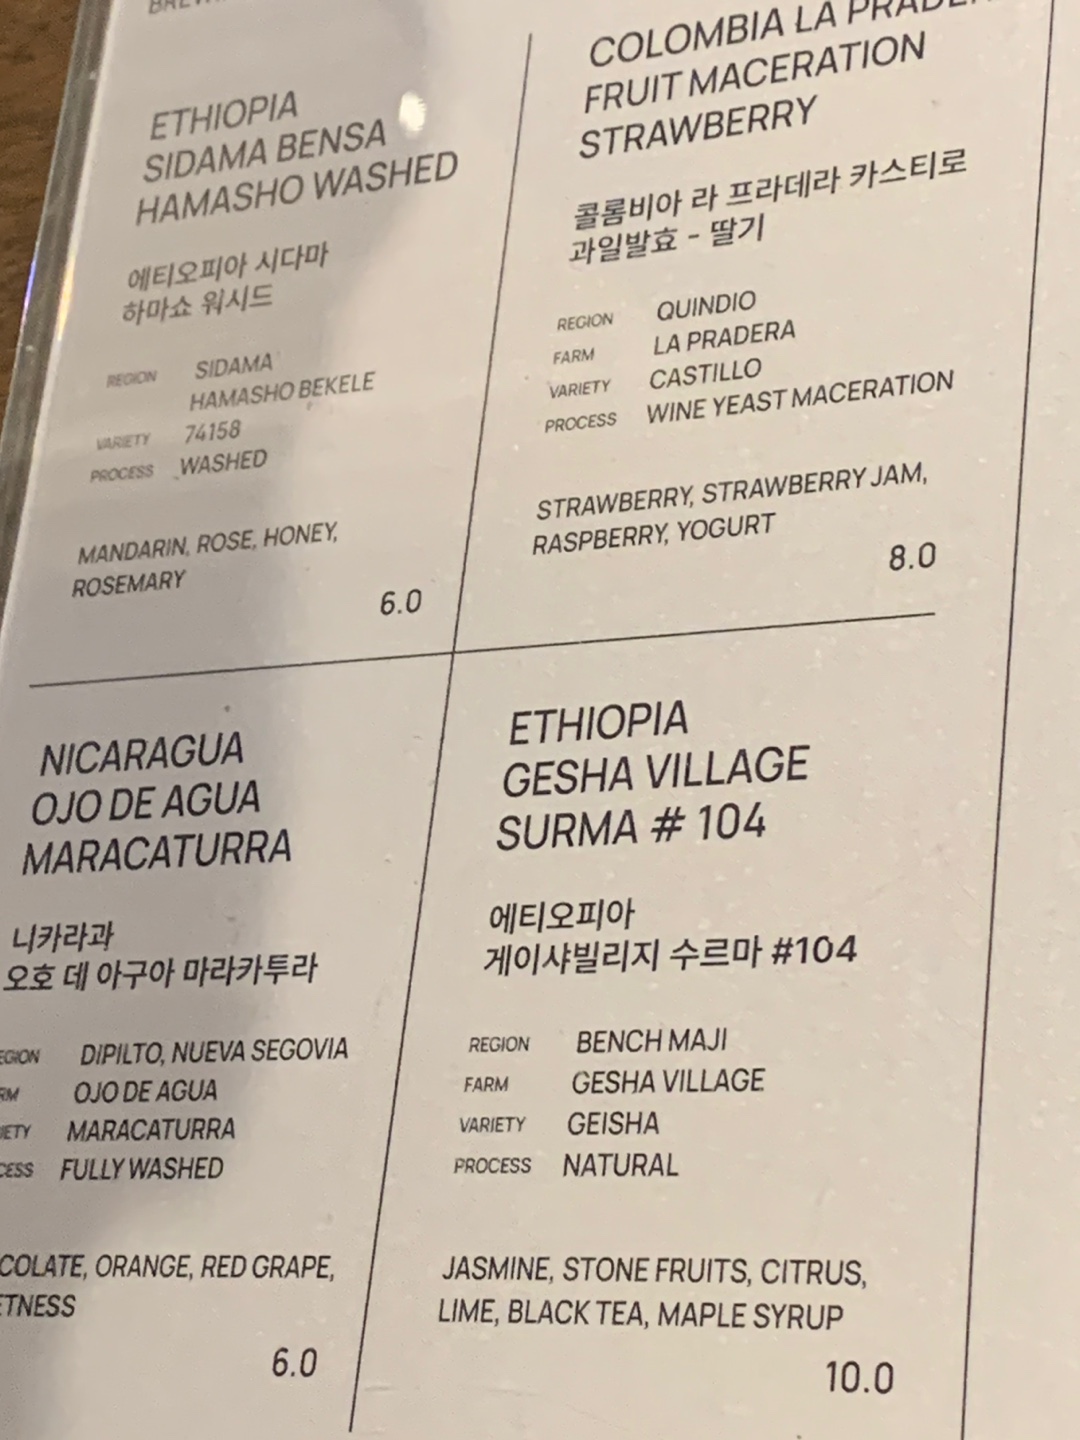 ETHIOPIA
SIDAMA BENSA
HAMASHO WASHED
에티오피아 시다마
하마쇼 워시드
REGION SIDAMA
HAMASHO BEKELE
VARIETY 74158
PROCESS WASHED
MANDARIN, ROSE, HONEY,
ROSEMARY
6.0
COLOMBIA LA
FRUIT MACERATION
STRAWBERRY
콜롬비아 라 프라데라 카스티로
과일발효 - 딸기
REGION QUINDIO
FARM LA PRADERA
VARIETY CASTILLO
PROCESS WINE YEAST MACERATION
STRAWBERRY, STRAWBERRY JAM,
RASPBERRY, YOGURT
8.0
NICARAGUA
OJO DE AGUA
MARACATURRA
니카라과
오호 데 아구아 마라카투라
DIPILTO, NUEVA SEGOVIA
OJO DE AGUA
MARACATURRA
FULLY WASHED
ORANGE, RED GRAPE,
6.0
ETHIOPIA
GESHA VILLAGE
SURMA # 104
에티오피아
게이샤빌리지 수르마 #104
REGION BENCH MAJI
FARM GESHA VILLAGE
VARIETY GEISHA
PROCESS NATURAL
JASMINE, STONE FRUITS, CITRUS,
LIME, BLACK TEA, MAPLE SYRUP
10.0